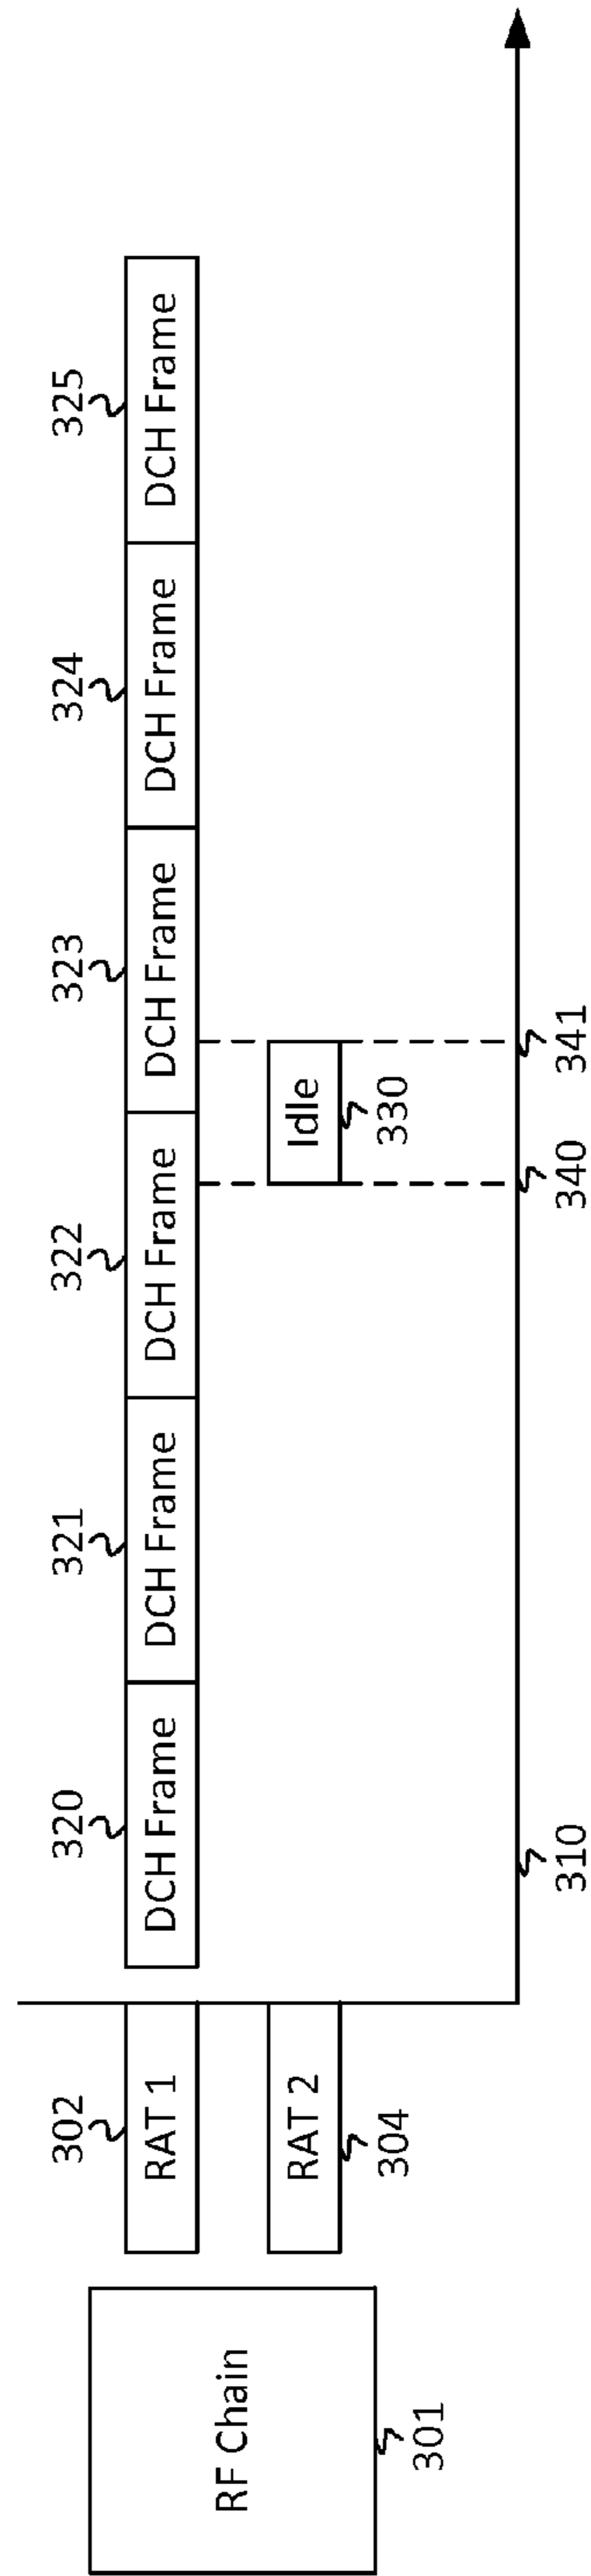 320 321 322 323 324 325
302
RAT 1 DCH Frame DCH Frame DCH Frame DCH Frame DCH Frame DCH Frame
RF Chain
RAT 2 Idle
304 330
301
310 340 341